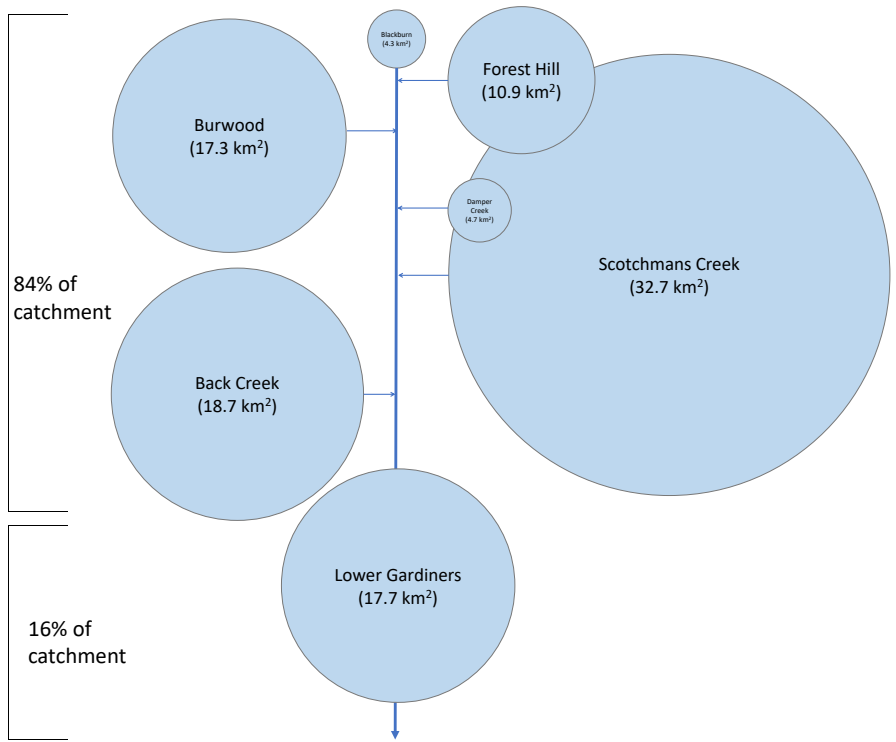 Blackburn
(4.3 km²)
Forest Hill
(10.9 km²)
Burwood
(17.3 km²)
Damper
Creek
(4.7 km²)
Scotchmans Creek
(32.7 km²)
84% of
catchment
Back Creek
(18.7 km²)
Lower Gardiners
(17.7 km²)
16% of
catchment